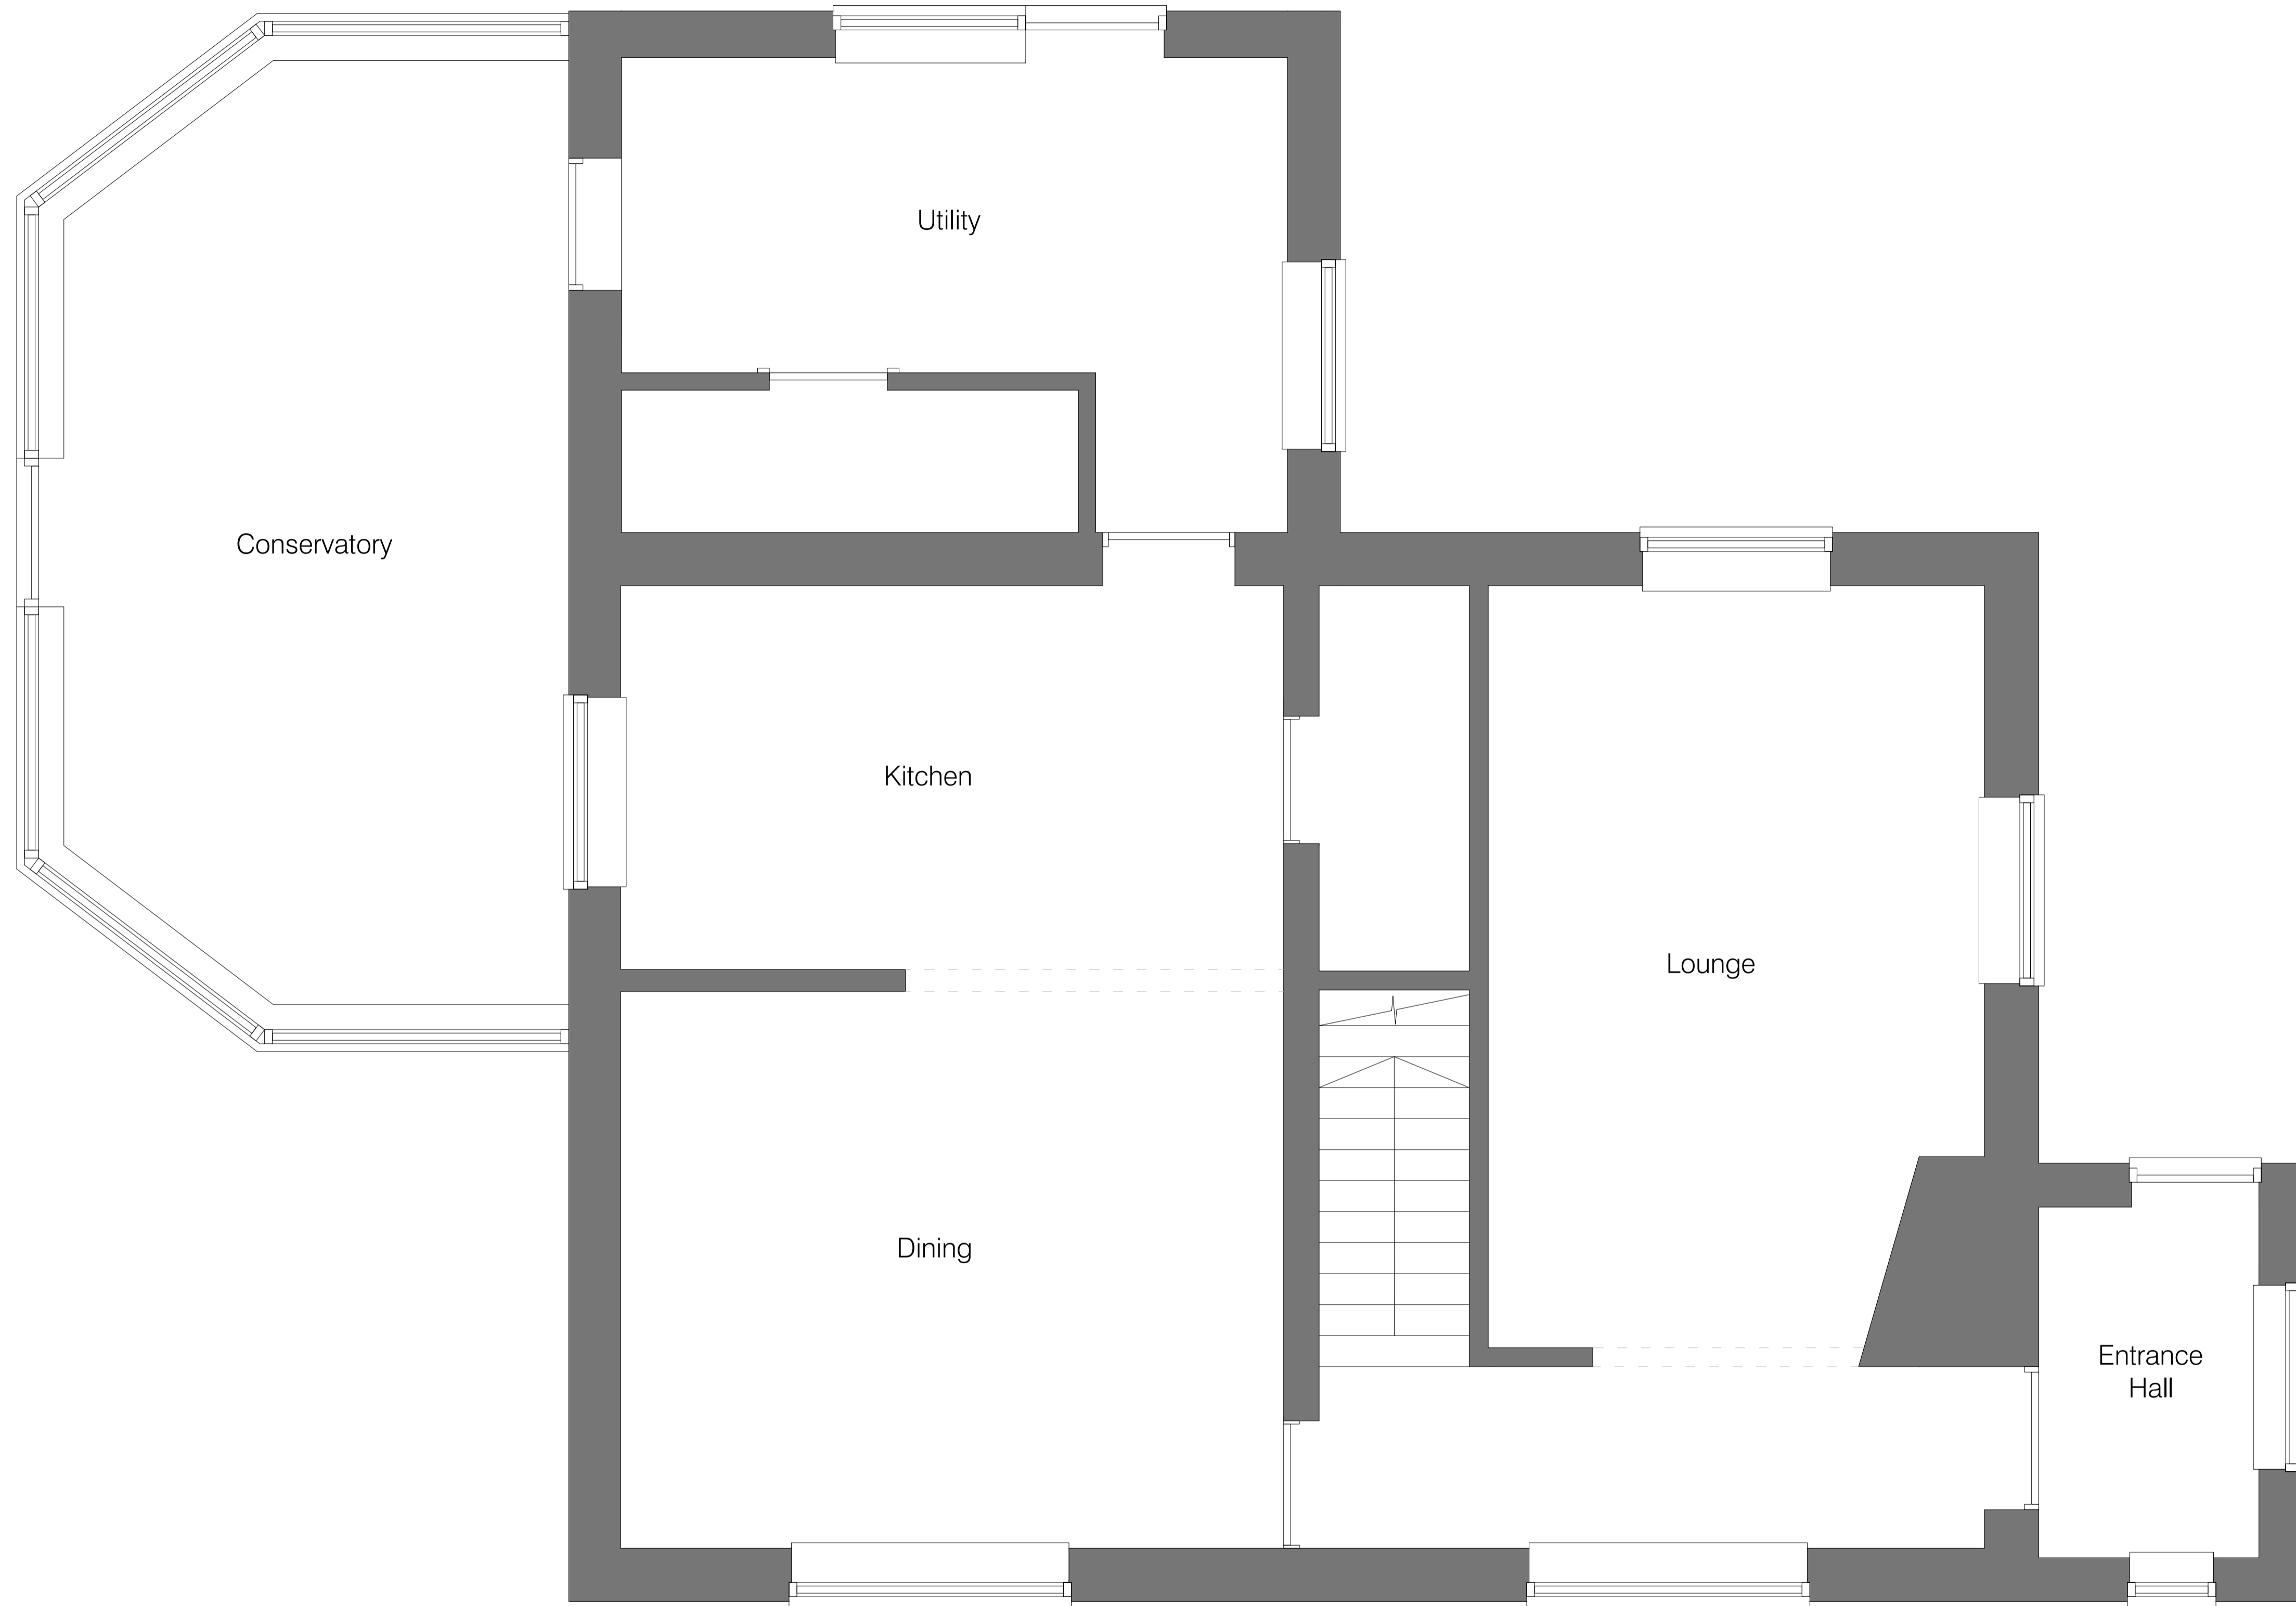 Utility
Conservatory
Kitchen
Lounge
Dining
Entrance
Hall